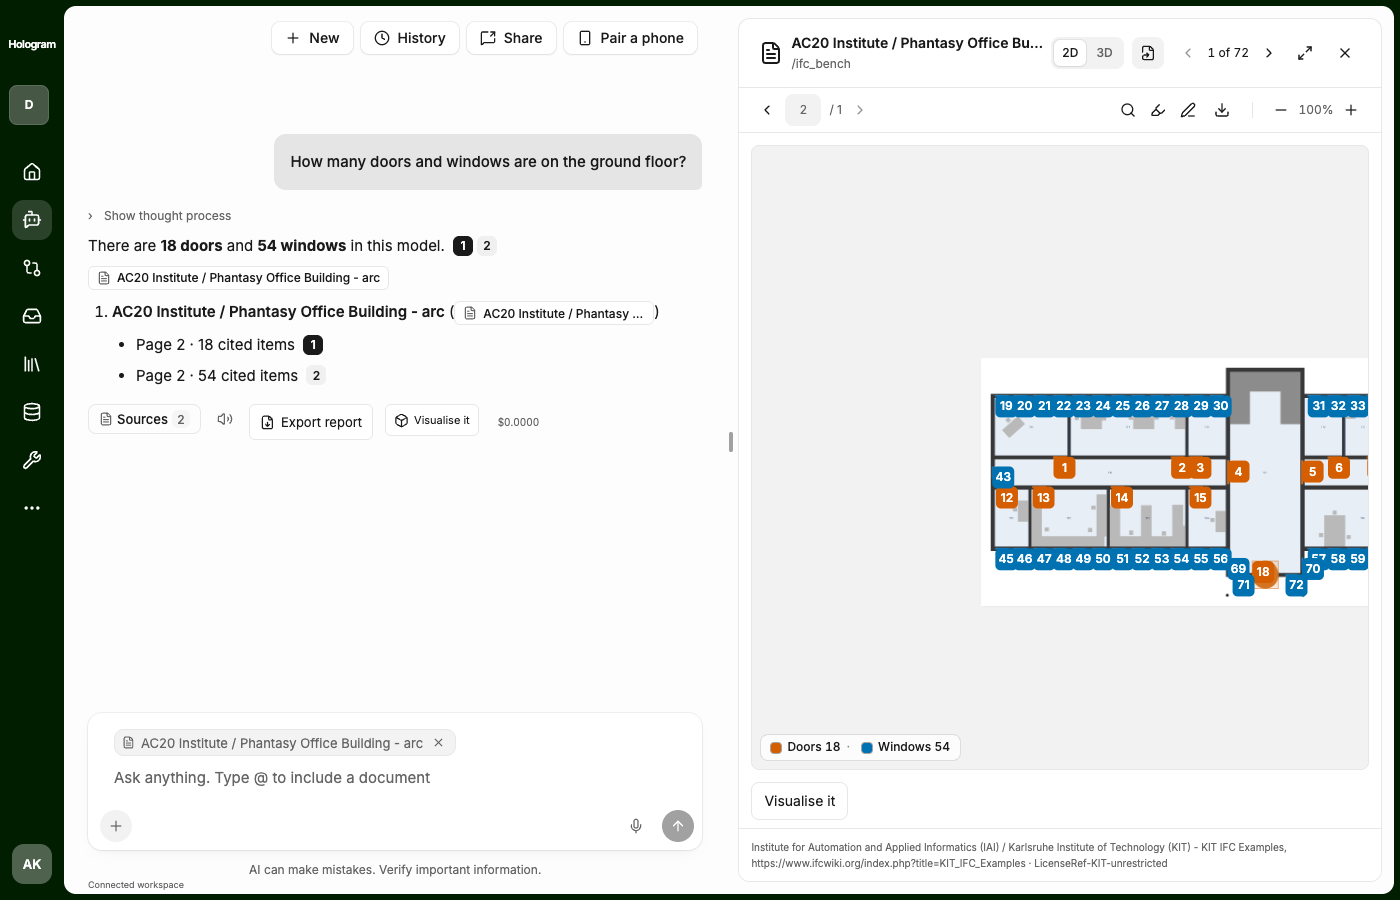 Hologram
D
AK
New
History
Share
Pair a phone
How many doors and windows are on the ground floor?
Show thought process
There are 18 doors and 54 windows in this model. 1 2
AC20 Institute / Phantasy Office Building - arc
1. AC20 Institute / Phantasy Office Building - arc (AC20 Institute / Phantasy ...)
• Page 2 · 18 cited items 1
• Page 2 · 54 cited items 2
Sources 2
Export report
Visualise it
$0.0000
AC20 Institute / Phantasy Office Building - arc
Ask anything. Type @ to include a document
AI can make mistakes. Verify important information.
Connected workspace
AC20 Institute / Phantasy Office Bu...
/ifc_bench
2D 3D
1 of 72
2 / 1
100%
19 20 21 22 23 24 25 26 27 28 29 30 31 32 33
1 2 3 4 5 6
43
12 13 14 15
45 46 47 48 49 50 51 52 53 54 55 56 57 58 59
69 18 70
71 72
Doors 18 · Windows 54
Visualise it
Institute for Automation and Applied Informatics (IAI) / Karlsruhe Institute of Technology (KIT) - KIT IFC Examples,
https://www.ifcwiki.org/index.php?title=KIT_IFC_Examples · LicenseRef-KIT-unrestricted